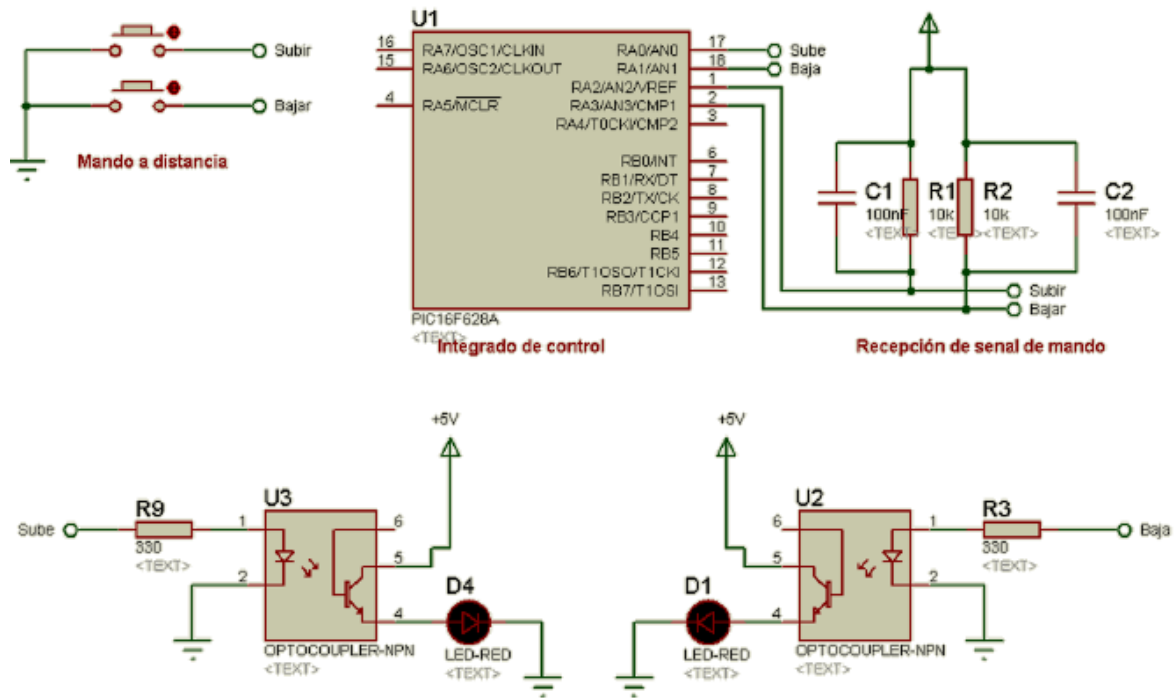 Subir
Bajar
Mando a distancia
U1
16 RA7/OSC1/CLKIN
15 RA6/OSC2/CLKOUT
4 RA5/MCLR
RA0/AN0 17 Sube
RA1/AN1 18 Baja
RA2/AN2/VREF 1
RA3/AN3/CMP1 2
RA4/T0CKI/CMP2 3
RB0/INT 6
RB1/RX/DT 7
RB2/TX/CK 8
RB3/CCP1 9
RB4 10
RB5 11
RB6/T1OSO/T1CKI 12
RB7/T1OSI 13
PIC16F628A
<TEXT>
Integrado de control
C1 R1 R2 C2
100nF 10k 10k 100nF
<TEXT> <TEXT> <TEXT> <TEXT>
Subir
Bajar
Recepción de senal de mando
+5V
U3
R9
Sube
330
<TEXT>
1
2
6
5
4
D4
LED-RED
<TEXT>
OPTOCOUPLER-NPN
<TEXT>
+5V
U2
R3
Baja
330
<TEXT>
6
5
4
1
2
D1
LED-RED
<TEXT>
OPTOCOUPLER-NPN
<TEXT>